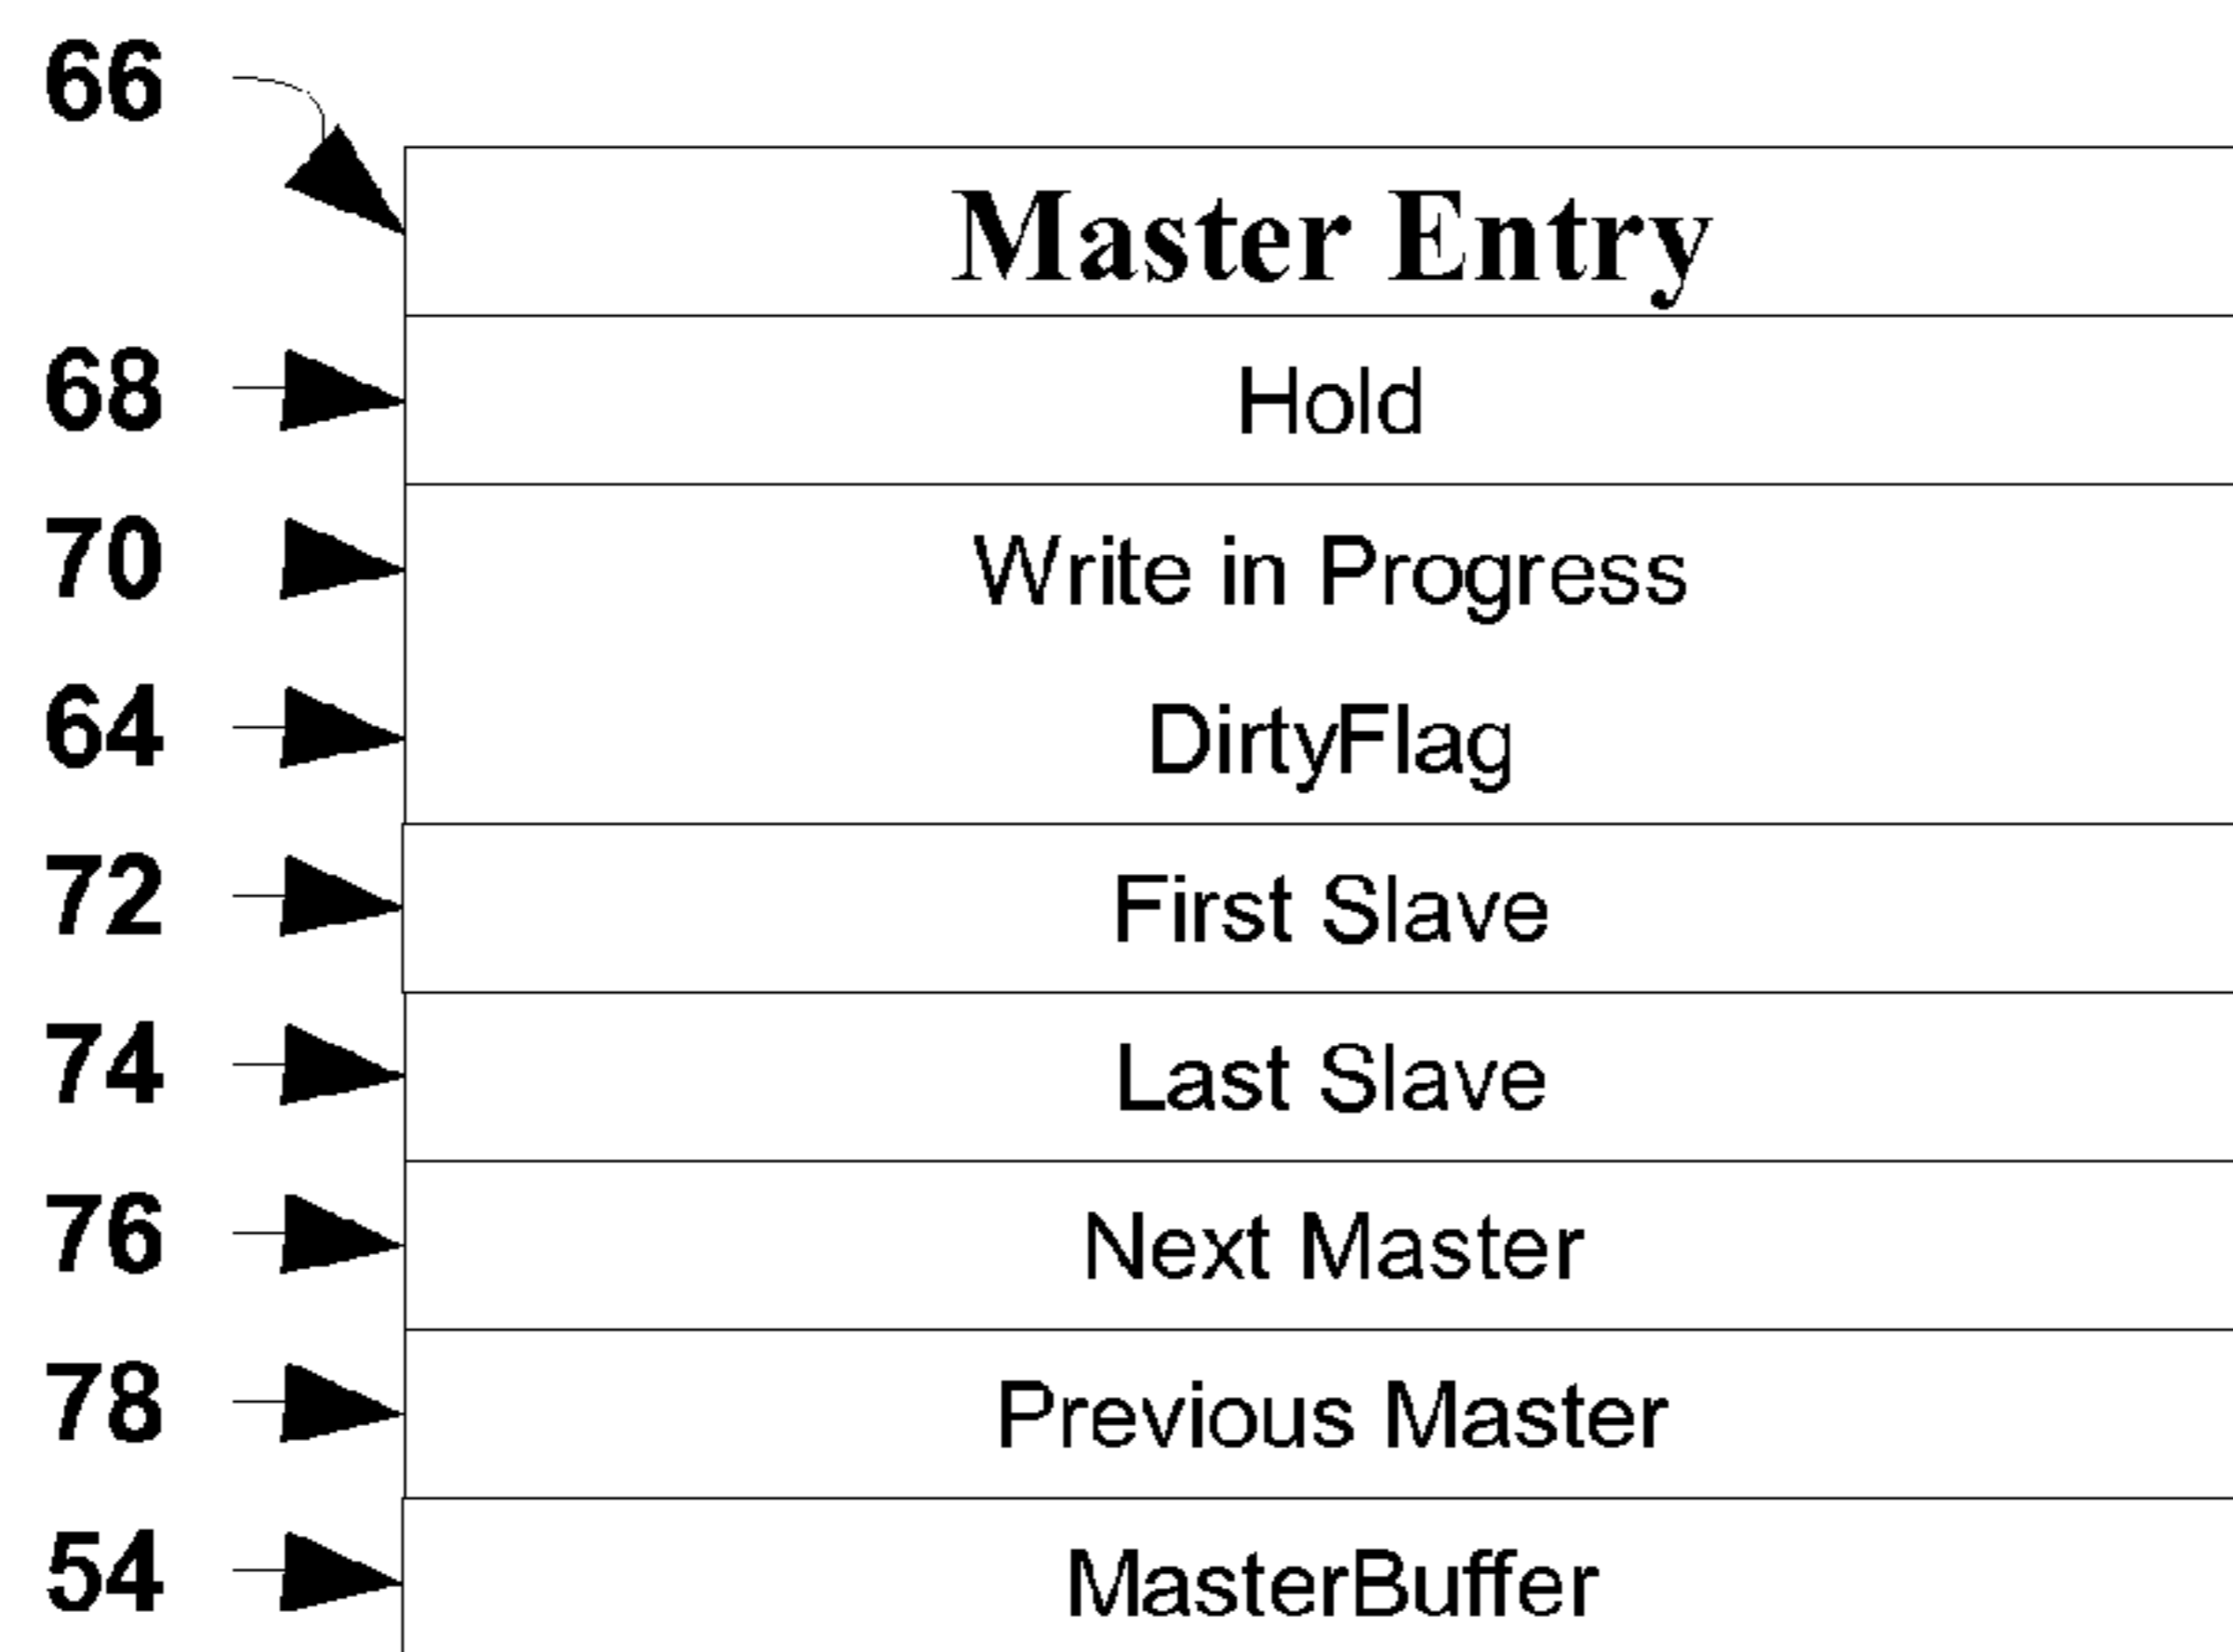 66
Master Entry
68 Hold
70 Write in Progress
64 DirtyFlag
72 First Slave
74 Last Slave
76 Next Master
78 Previous Master
54 MasterBuffer